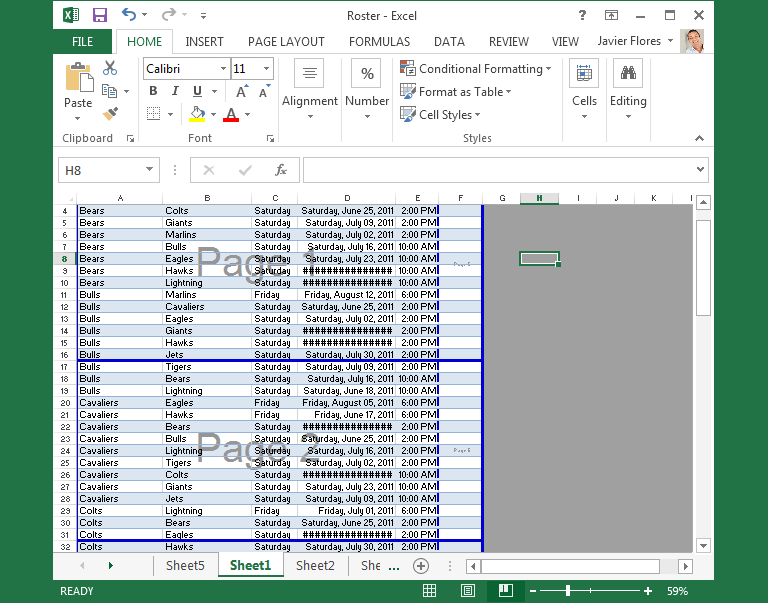 Roster - Excel ?
FILE HOME INSERT PAGE LAYOUT FORMULAS DATA REVIEW VIEW Javier Flores
Calibri 11
Conditional Formatting
Format as Table
Cell Styles
Paste B I U A A A Alignment % Number Cells Editing
Clipboard Font Styles
H8 fx
A B C D E F G H I J K
4 Bears Colts Saturday Saturday, June 25, 2011 2:00 PM
5 Bears Giants Saturday Saturday, July 09, 2011 2:00 PM
6 Bears Marlins Saturday Saturday, July 02, 2011 2:00 PM
7 Bears Bulls Saturday Saturday, July 16, 2011 10:00 AM
8 Bears Eagles Saturday Saturday, July 23, 2011 10:00 AM
Page 1
9 Bears Hawks Saturday ############### 10:00 AM
10 Bears Lightning Saturday ############### 10:00 AM
11 Bulls Marlins Friday Friday, August 12, 2011 6:00 PM
12 Bulls Cavaliers Saturday Saturday, June 25, 2011 2:00 PM
13 Bulls Eagles Saturday Saturday, July 02, 2011 2:00 PM
14 Bulls Giants Saturday ############### 2:00 PM
15 Bulls Hawks Saturday ############### 2:00 PM
16 Bulls Jets Saturday Saturday, July 30, 2011 2:00 PM
17 Bulls Tigers Saturday Saturday, July 09, 2011 2:00 PM
18 Bulls Bears Saturday Saturday, July 16, 2011 10:00 AM
19 Bulls Lightning Saturday Saturday, June 18, 2011 10:00 AM
20 Cavaliers Eagles Friday Friday, August 05, 2011 6:00 PM
21 Cavaliers Hawks Friday Friday, June 17, 2011 6:00 PM
22 Cavaliers Bears Saturday ############### 2:00 PM
23 Cavaliers Bulls Saturday Saturday, June 25, 2011 2:00 PM
Page 2
24 Cavaliers Lightning Saturday Saturday, July 16, 2011 2:00 PM
25 Cavaliers Tigers Saturday Saturday, July 02, 2011 2:00 PM
26 Cavaliers Colts Saturday ############### 10:00 AM
27 Cavaliers Giants Saturday Saturday, July 23, 2011 10:00 AM
28 Cavaliers Jets Saturday Saturday, July 09, 2011 10:00 AM
29 Colts Lightning Friday Friday, July 01, 2011 6:00 PM
30 Colts Bears Saturday Saturday, June 25, 2011 2:00 PM
31 Colts Eagles Saturday ############### 2:00 PM
32 Colts Hawks Saturday Saturday, July 30, 2011 2:00 PM
Sheet5 Sheet1 Sheet2 She ...
READY 59%